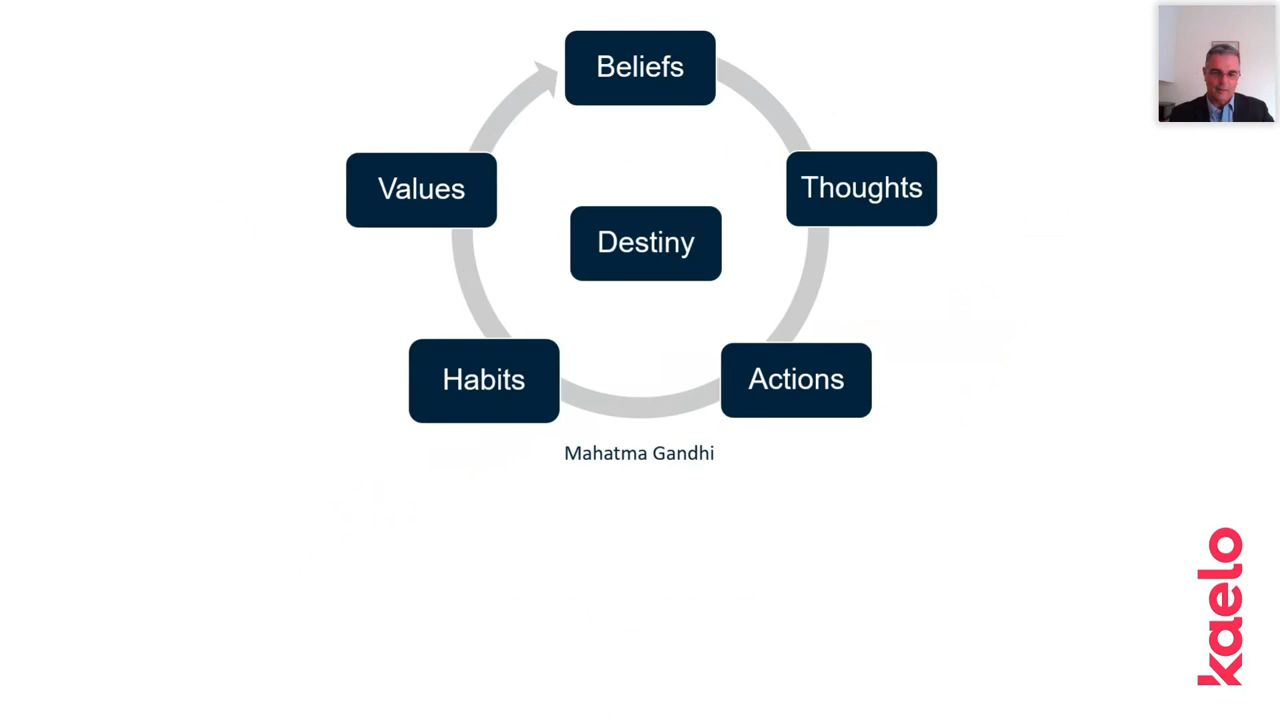 Beliefs
Values
Thoughts
Destiny
Habits
Actions
Mahatma Gandhi
kaelo